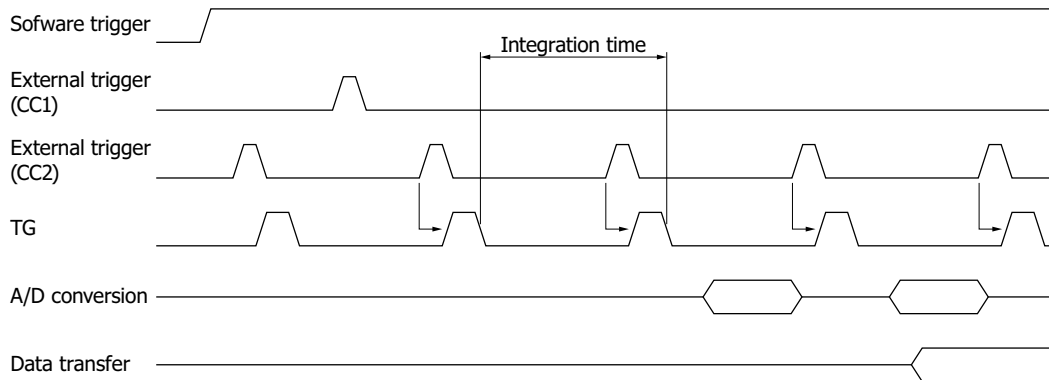 Sofware trigger
Integration time
External trigger
(CC1)
External trigger
(CC2)
TG
A/D conversion
Data transfer